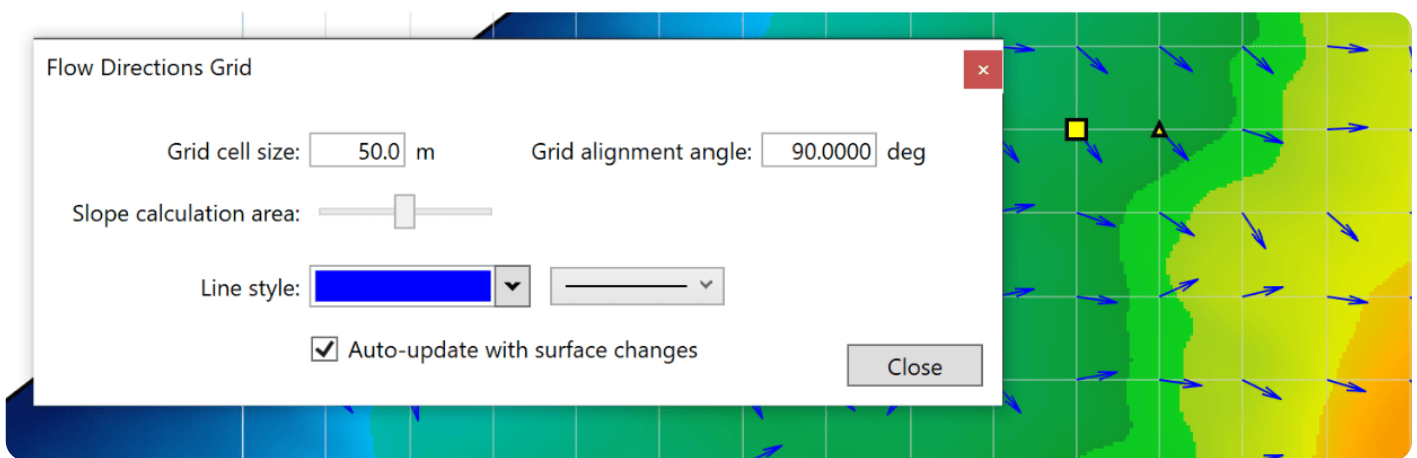 Flow Directions Grid
Grid cell size: 50.0 m Grid alignment angle: 90.0000 deg
Slope calculation area:
Line style:
Auto-update with surface changes
Close